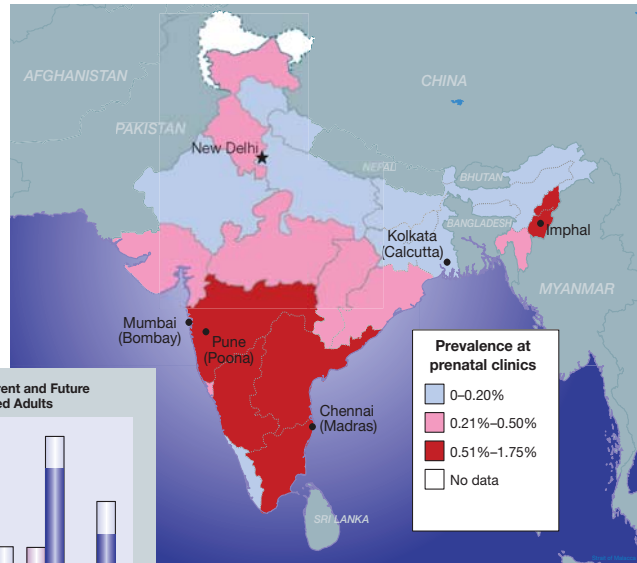 AFGHANISTAN
CHINA
PAKISTAN
New Delhi
NEPAL
BHUTAN
BANGLADESH
Imphal
Kolkata
(Calcutta)
MYANMAR
Mumbai
(Bombay)
Pune
(Poona)
Chennai
(Madras)
SRI LANKA
Prevalence at
prenatal clinics
0–0.20%
0.21%–0.50%
0.51%–1.75%
No data
rent and Future
ed Adults